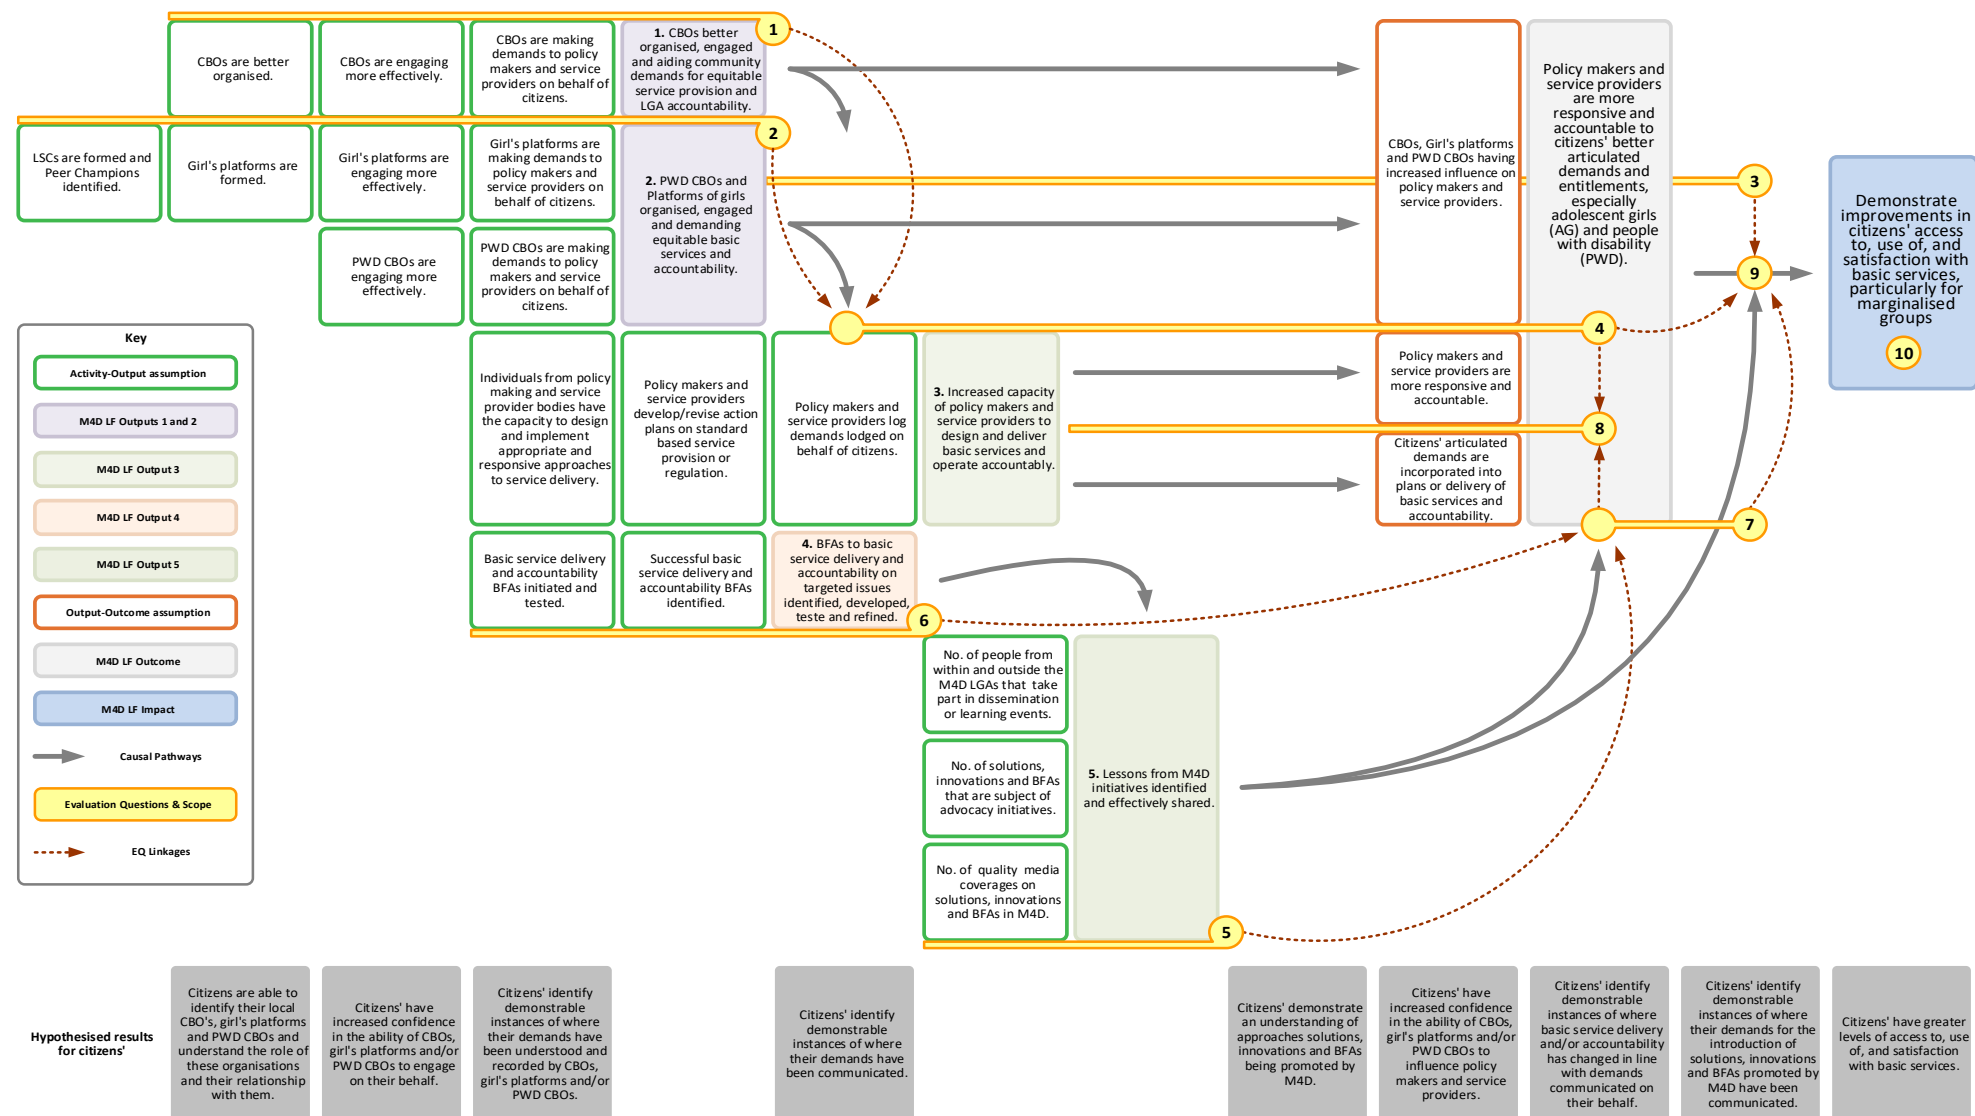 1
CBOs are better
organised.
CBOs are engaging
more effectively.
CBOs are making
demands to policy
makers and service
providers on behalf of
citizens.
1. CBOs better
organised, engaged
and aiding community
demands for equitable
service provision and
LGA accountability.
2
LSCs are formed and
Peer Champions
identified.
Girl's platforms are
formed.
Girl's platforms are
engaging more
effectively.
Girl's platforms are
making demands to
policy makers and
service providers on
behalf of citizens.
2. PWD CBOs and
Platforms of girls
organised, engaged
and demanding
equitable basic
services and
accountability.
PWD CBOs are
engaging more
effectively.
PWD CBOs are making
demands to policy
makers and service
providers on behalf of
citizens.
CBOs, Girl's platforms
and PWD CBOs having
increased influence on
policy makers and
service providers.
Policy makers and
service providers
are more
responsive and
accountable to
citizens' better
articulated
demands and
entitlements,
especially
adolescent girls
(AG) and people
with disability
(PWD).
3
9
Demonstrate
improvements in
citizens' access
to, use of, and
satisfaction with
basic services,
particularly for
marginalised
groups
10
4
Individuals from policy
making and service
provider bodies have
the capacity to design
and implement
appropriate and
responsive approaches
to service delivery.
Policy makers and
service providers
develop/revise action
plans on standard
based service
provision or
regulation.
Policy makers and
service providers log
demands lodged on
behalf of citizens.
3. Increased capacity
of policy makers and
service providers to
design and deliver
basic services and
operate accountably.
Policy makers and
service providers are
more responsive and
accountable.
8
Citizens' articulated
demands are
incorporated into
plans or delivery of
basic services and
accountability.
7
Basic service delivery
and accountability
BFAs initiated and
tested.
Successful basic
service delivery and
accountability BFAs
identified.
4. BFAs to basic
service delivery and
accountability on
targeted issues
identified, developed,
teste and refined.
6
No. of people from
within and outside the
M4D LGAs that take
part in dissemination
or learning events.
No. of solutions,
innovations and BFAs
that are subject of
advocacy initiatives.
No. of quality media
coverages on
solutions, innovations
and BFAs in M4D.
5. Lessons from M4D
initiatives identified
and effectively shared.
5
Key
Activity-Output assumption
M4D LF Outputs 1 and 2
M4D LF Output 3
M4D LF Output 4
M4D LF Output 5
Output-Outcome assumption
M4D LF Outcome
M4D LF Impact
Causal Pathways
Evaluation Questions & Scope
EQ Linkages
Hypothesised results
for citizens'
Citizens are able to
identify their local
CBO's, girl's platforms
and PWD CBOs and
understand the role of
these organisations
and their relationship
with them.
Citizens' have
increased confidence
in the ability of CBOs,
girl's platforms and/or
PWD CBOs to engage
on their behalf.
Citizens' identify
demonstrable
instances of where
their demands have
been understood and
recorded by CBOs,
girl's platforms and/or
PWD CBOs.
Citizens' identify
demonstrable
instances of where
their demands have
been communicated.
Citizens' demonstrate
an understanding of
approaches solutions,
innovations and BFAs
being promoted by
M4D.
Citizens' have
increased confidence
in the ability of CBOs,
girl's platforms and/or
PWD CBOs to
influence policy
makers and service
providers.
Citizens' identify
demonstrable
instances of where
basic service delivery
and/or accountability
has changed in line
with demands
communicated on
their behalf.
Citizens' identify
demonstrable
instances of where
their demands for the
introduction of
solutions, innovations
and BFAs promoted by
M4D have been
communicated.
Citizens' have greater
levels of access to, use
of, and satisfaction
with basic services.